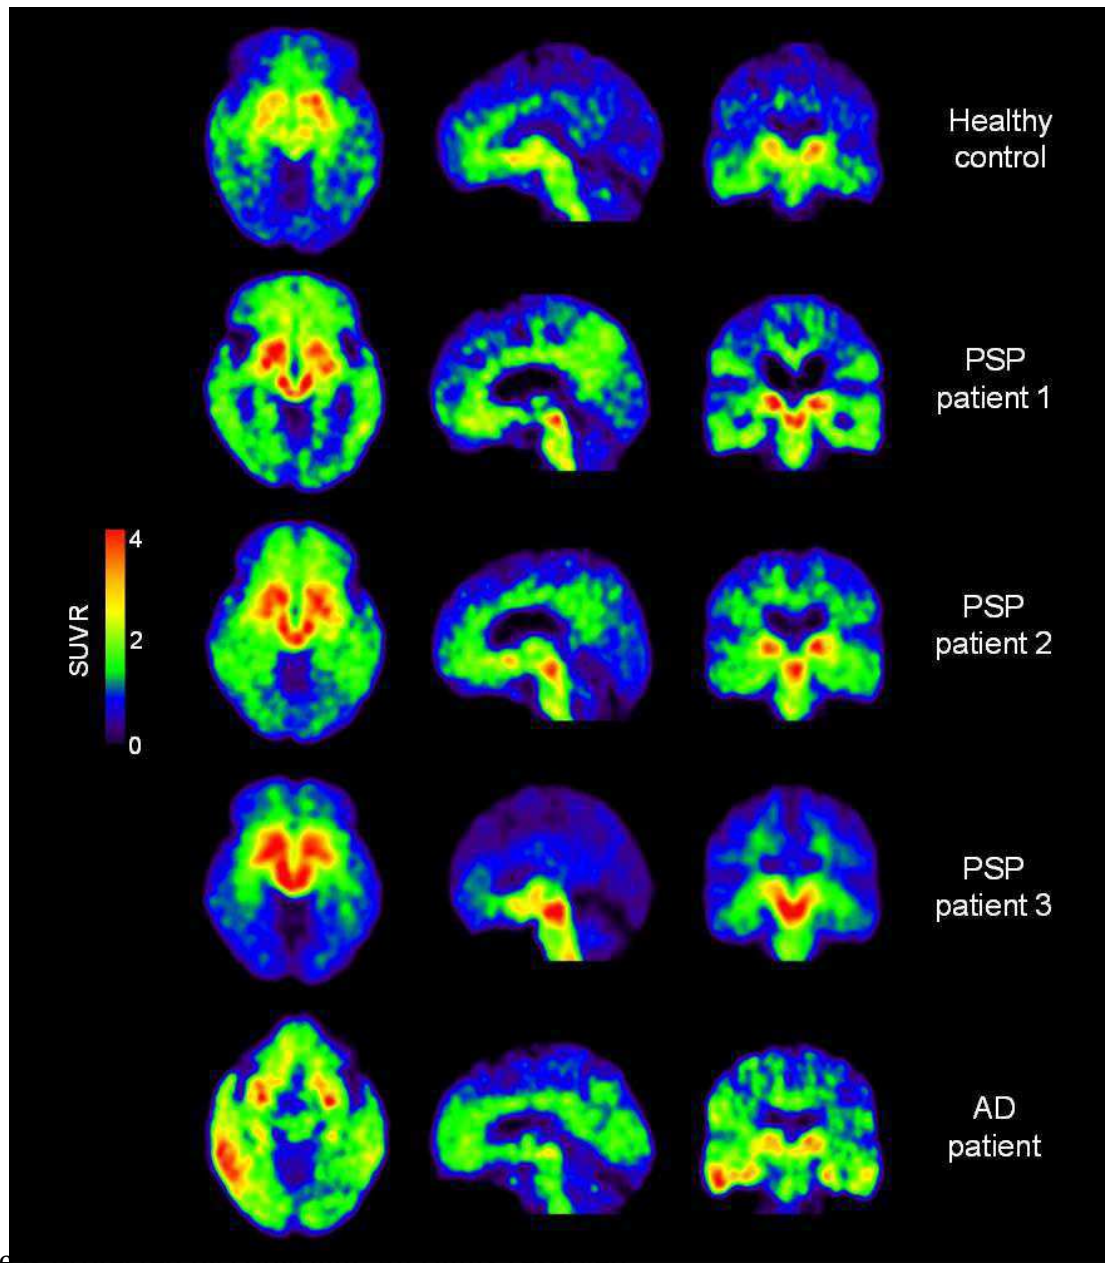 Healthy
control
PSP
patient 1
4
SUVR
2
0
PSP
patient 2
PSP
patient 3
AD
patient